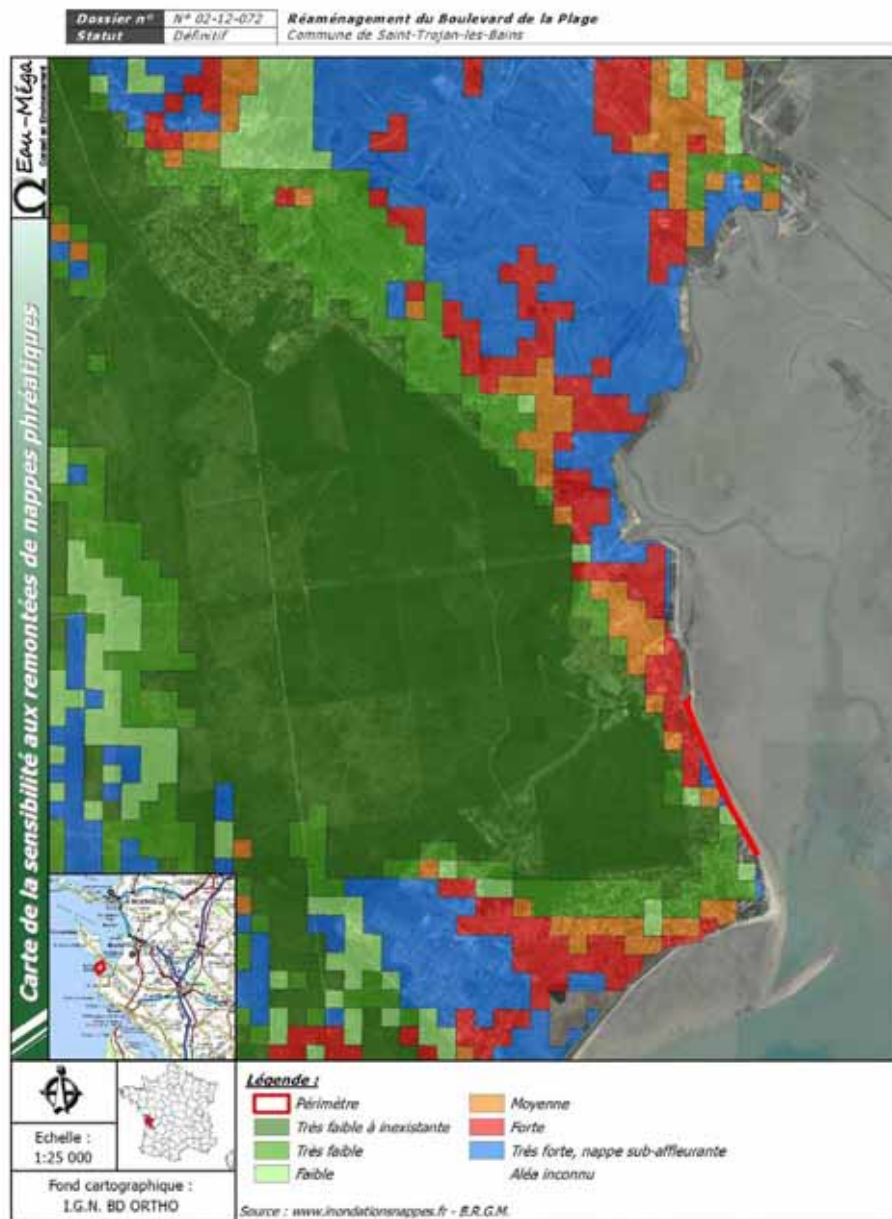 Dossier n° N° 02-12-072 Réaménagement du Boulevard de la Plage
Statut Définitif Commune de Saint-Trojan-les-Bains
Eau-Méga
Conseil en Environnement
Carte de la sensibilité aux remontées de nappes phréatiques
Echelle :
1:25 000
Fond cartographique :
I.G.N. BD ORTHO
Légende :
Périmètre
Très faible à inexistante
Très faible
Faible
Moyenne
Forte
Très forte, nappe sub-affleurante
Aléa inconnu
Source : www.inondationsnappes.fr - B.R.G.M.